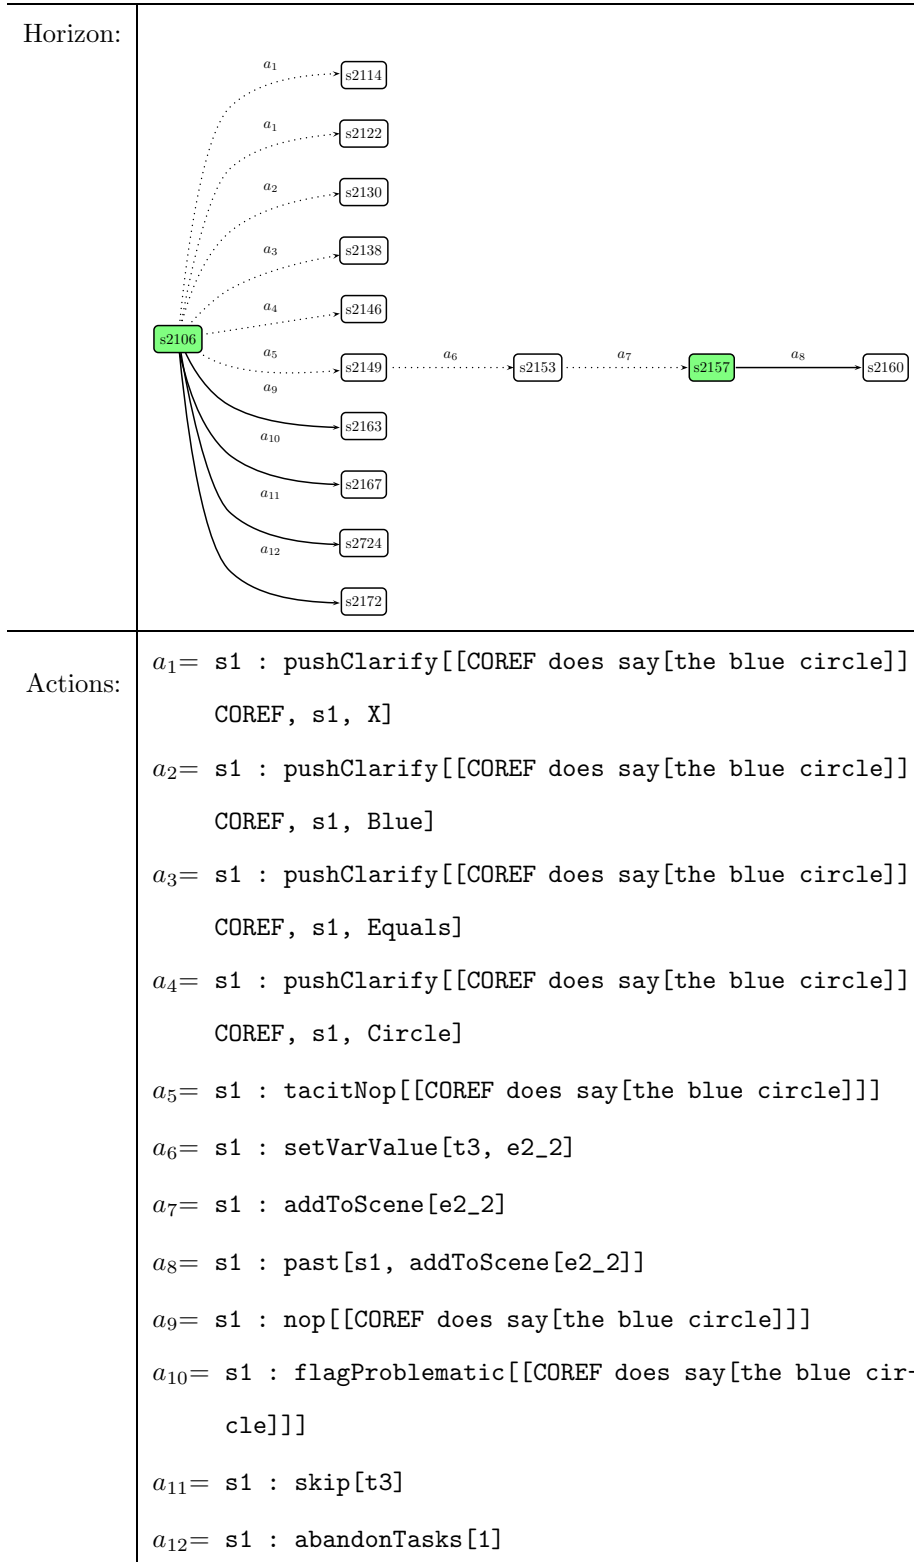 Horizon:
a1
s2114
a1
s2122
a2
s2130
a3
s2138
a4
s2146
s2106
a5
s2149
a6
s2153
a7
s2157
a8
s2160
a9
s2163
a10
s2167
a11
s2724
a12
s2172
Actions:
a1= s1 : pushClarify[[COREF does say[the blue circle]]
COREF, s1, X]
a2= s1 : pushClarify[[COREF does say[the blue circle]]
COREF, s1, Blue]
a3= s1 : pushClarify[[COREF does say[the blue circle]]
COREF, s1, Equals]
a4= s1 : pushClarify[[COREF does say[the blue circle]]
COREF, s1, Circle]
a5= s1 : tacitNop[[COREF does say[the blue circle]]]
a6= s1 : setVarValue[t3, e2_2]
a7= s1 : addToScene[e2_2]
a8= s1 : past[s1, addToScene[e2_2]]
a9= s1 : nop[[COREF does say[the blue circle]]]
a10= s1 : flagProblematic[[COREF does say[the blue cir-
cle]]]
a11= s1 : skip[t3]
a12= s1 : abandonTasks[1]